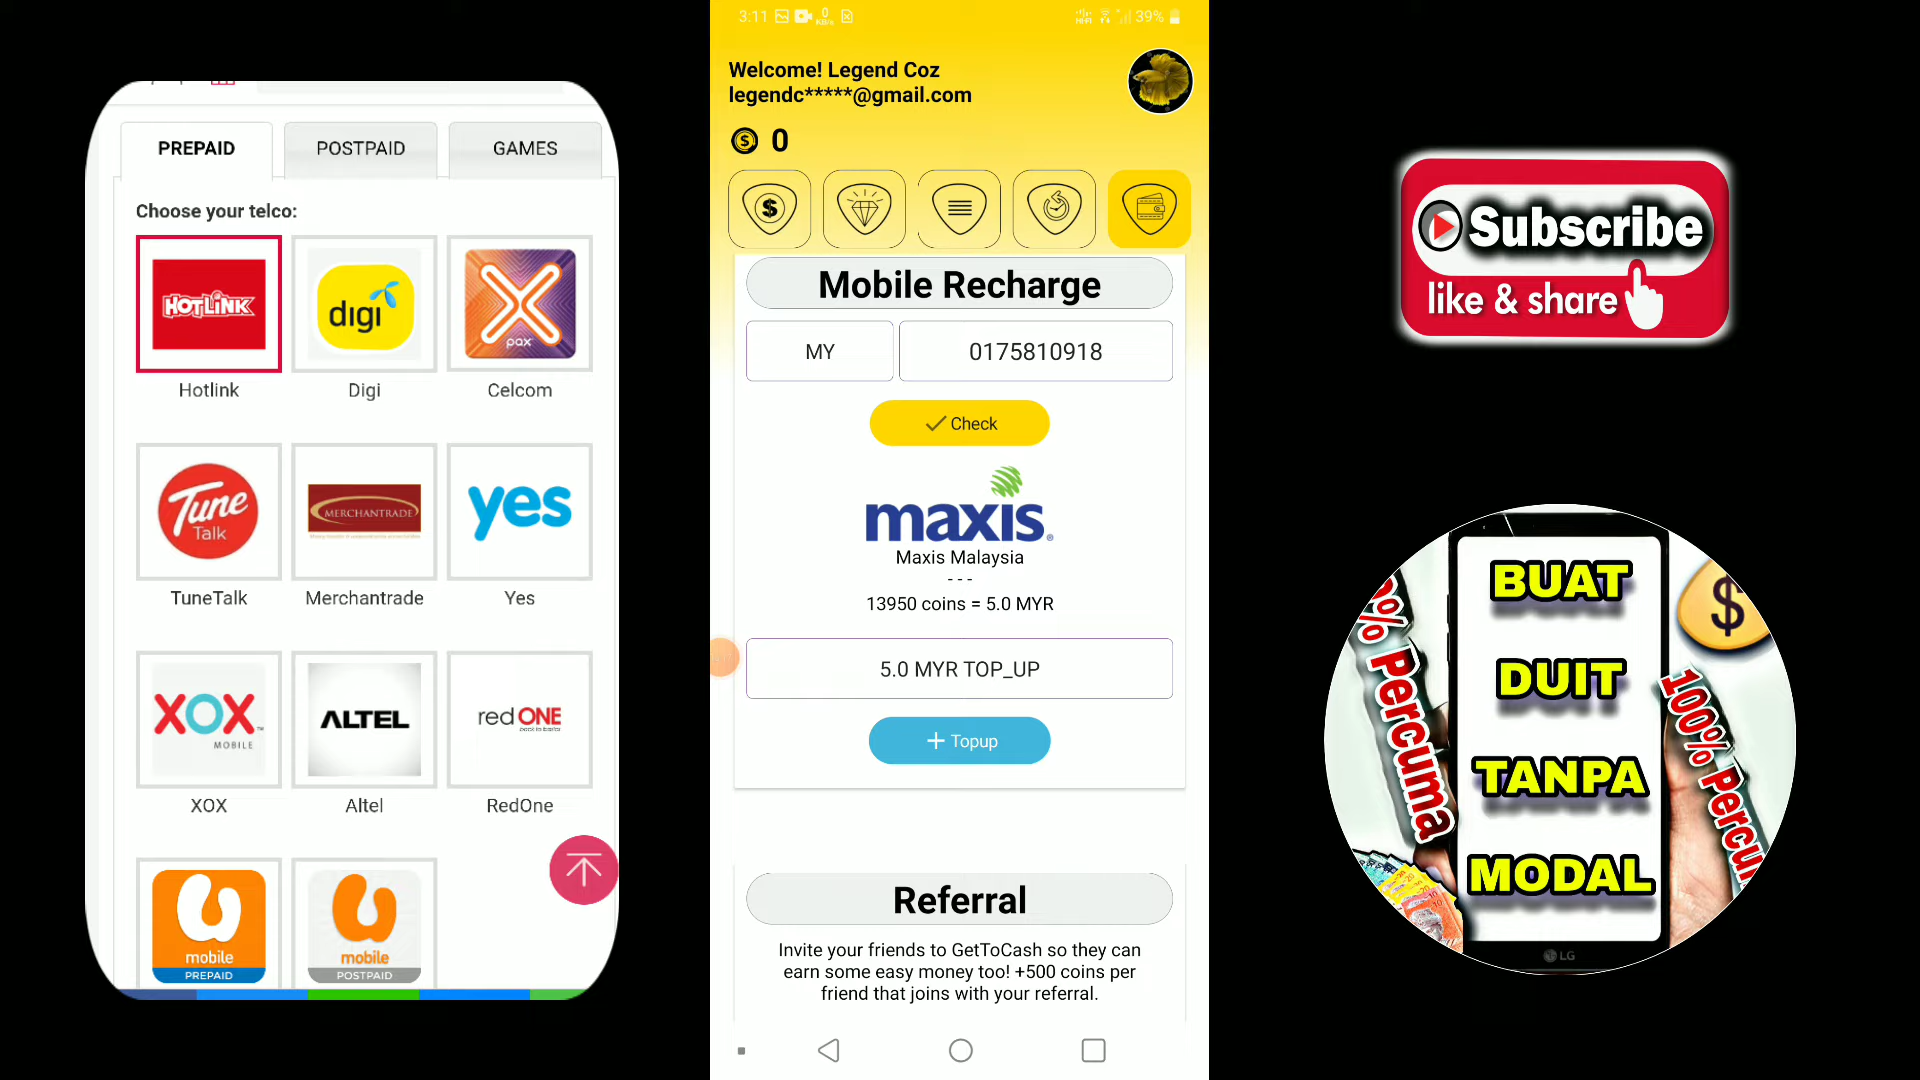 PREPAID
POSTPAID
GAMES
Choose your telco:
HOTLINK
digi
pax
Hotlink
Digi
Celcom
Tune
Talk
MERCHANTRADE
yes
TuneTalk
Merchantrade
Yes
XOX
MOBILE
ALTEL
redONE
XOX
Altel
RedOne
mobile
PREPAID
mobile
POSTPAID
3:11
0
39%
Welcome! Legend Coz
legendc*****@gmail.com
0
Mobile Recharge
MY
0175810918
Check
maxis
Maxis Malaysia
---
13950 coins = 5.0 MYR
5.0 MYR TOP_UP
+ Topup
Referral
Invite your friends to GetToCash so they can
earn some easy money too! +500 coins per
friend that joins with your referral.
Subscribe
like & share
BUAT
DUIT
TANPA
MODAL
% Percuma
100% Percum
LG